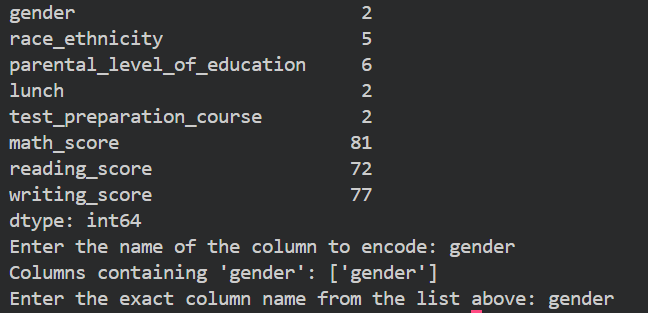 gender                         2
race_ethnicity                 5
parental_level_of_education    6
lunch                          2
test_preparation_course        2
math_score                    81
reading_score                 72
writing_score                 77
dtype: int64
Enter the name of the column to encode: gender
Columns containing 'gender': ['gender']
Enter the exact column name from the list above: gender